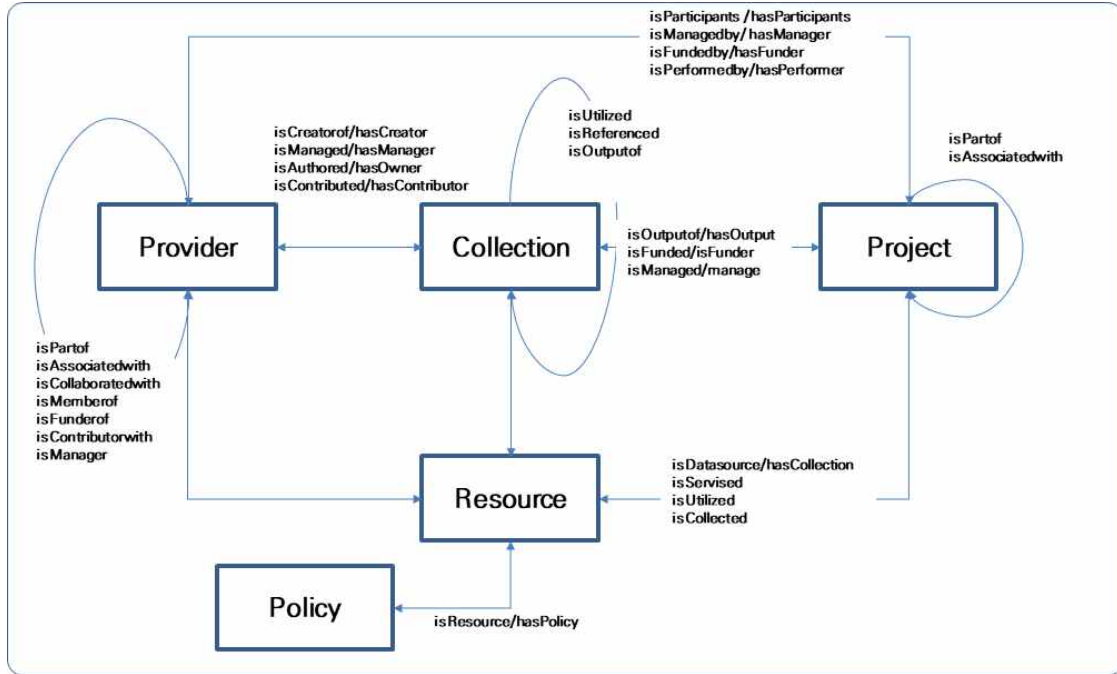 isParticipants /hasParticipants
isManagedby/ hasManager
isFundedby/hasFunder
isPerformedby/hasPerformer
isUtilized
isReferenced
isOutputof
isCreatorof/hasCreator
isManaged/hasManager
isAuthored/hasOwner
isContributed/hasContributor
isPartof
isAssociatedwith
Provider
Collection
isOutputof/hasOutput
isFunded/isFunder
isManaged/manage
Project
isPartof
isAssociatedwith
isCollaboratedwith
isMemberof
isFunderof
isContributorwith
isManager
Resource
isDatasource/hasCollection
isServised
isUtilized
isCollected
Policy
isResource/hasPolicy